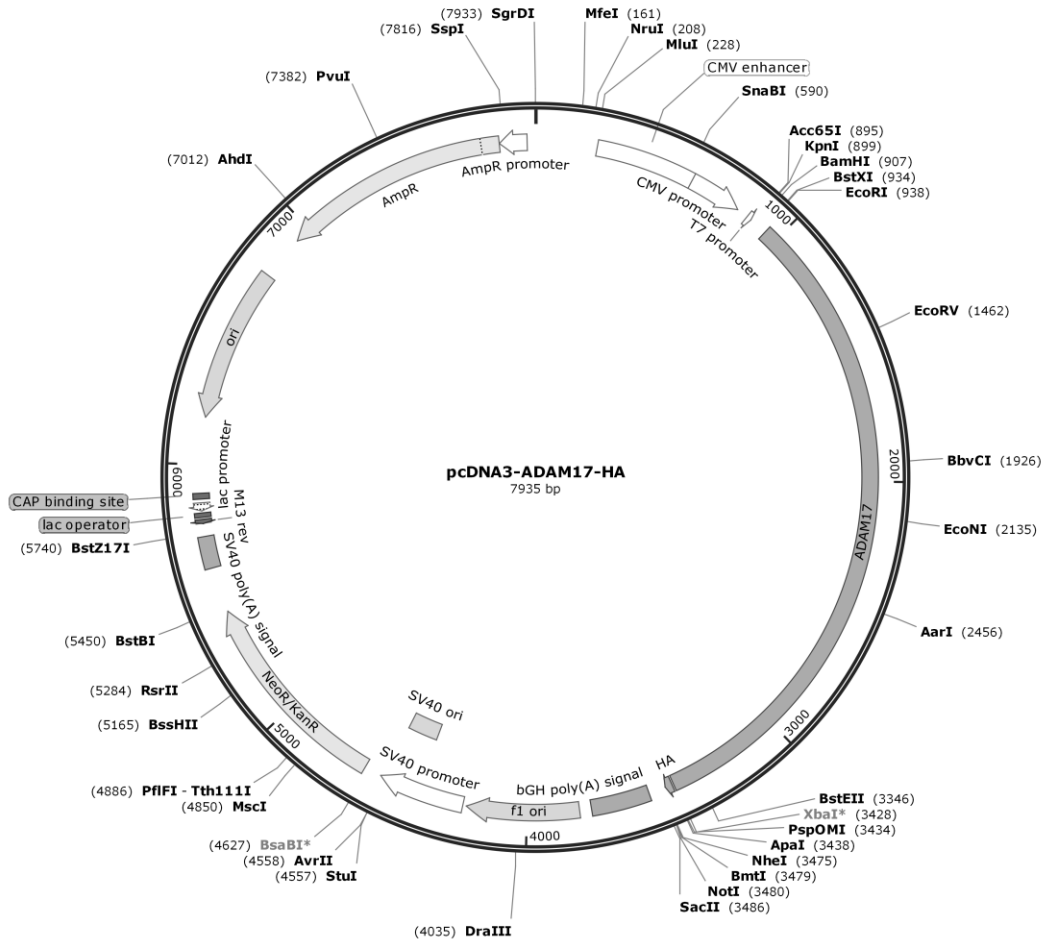 (7933) SgrDI
(7816) SspI
(7382) PvuI
(7012) AhdI
MfeI (161)
NruI (208)
MluI (228)
CMV enhancer
SnaBI (590)
Acc65I (895)
KpnI (899)
BamHI (907)
BstXI (934)
EcoRI (938)
1000
EcoRV (1462)
BbvCI (1926)
2000
EcoNI (2135)
AarI (2456)
3000
BstEII (3346)
XbaI* (3428)
PspOMI (3434)
ApaI (3438)
NheI (3475)
BmtI (3479)
NotI (3480)
SacII (3486)
4000
(4035) DraIII
(4557) StuI
(4558) AvrII
(4627) BsaBI*
(4850) MscI
(4886) PflFI - Tth111I
5000
(5165) BssHII
(5284) RsrII
(5450) BstBI
(5740) BstZ17I
lac operator
CAP binding site
6000
7000
AmpR promoter
AmpR
CMV promoter
T7 promoter
ADAM17
HA
bGH poly(A) signal
f1 ori
SV40 promoter
SV40 ori
NeoR/KanR
SV40 poly(A) signal
M13 rev
lac promoter
ori
pcDNA3-ADAM17-HA
7935 bp